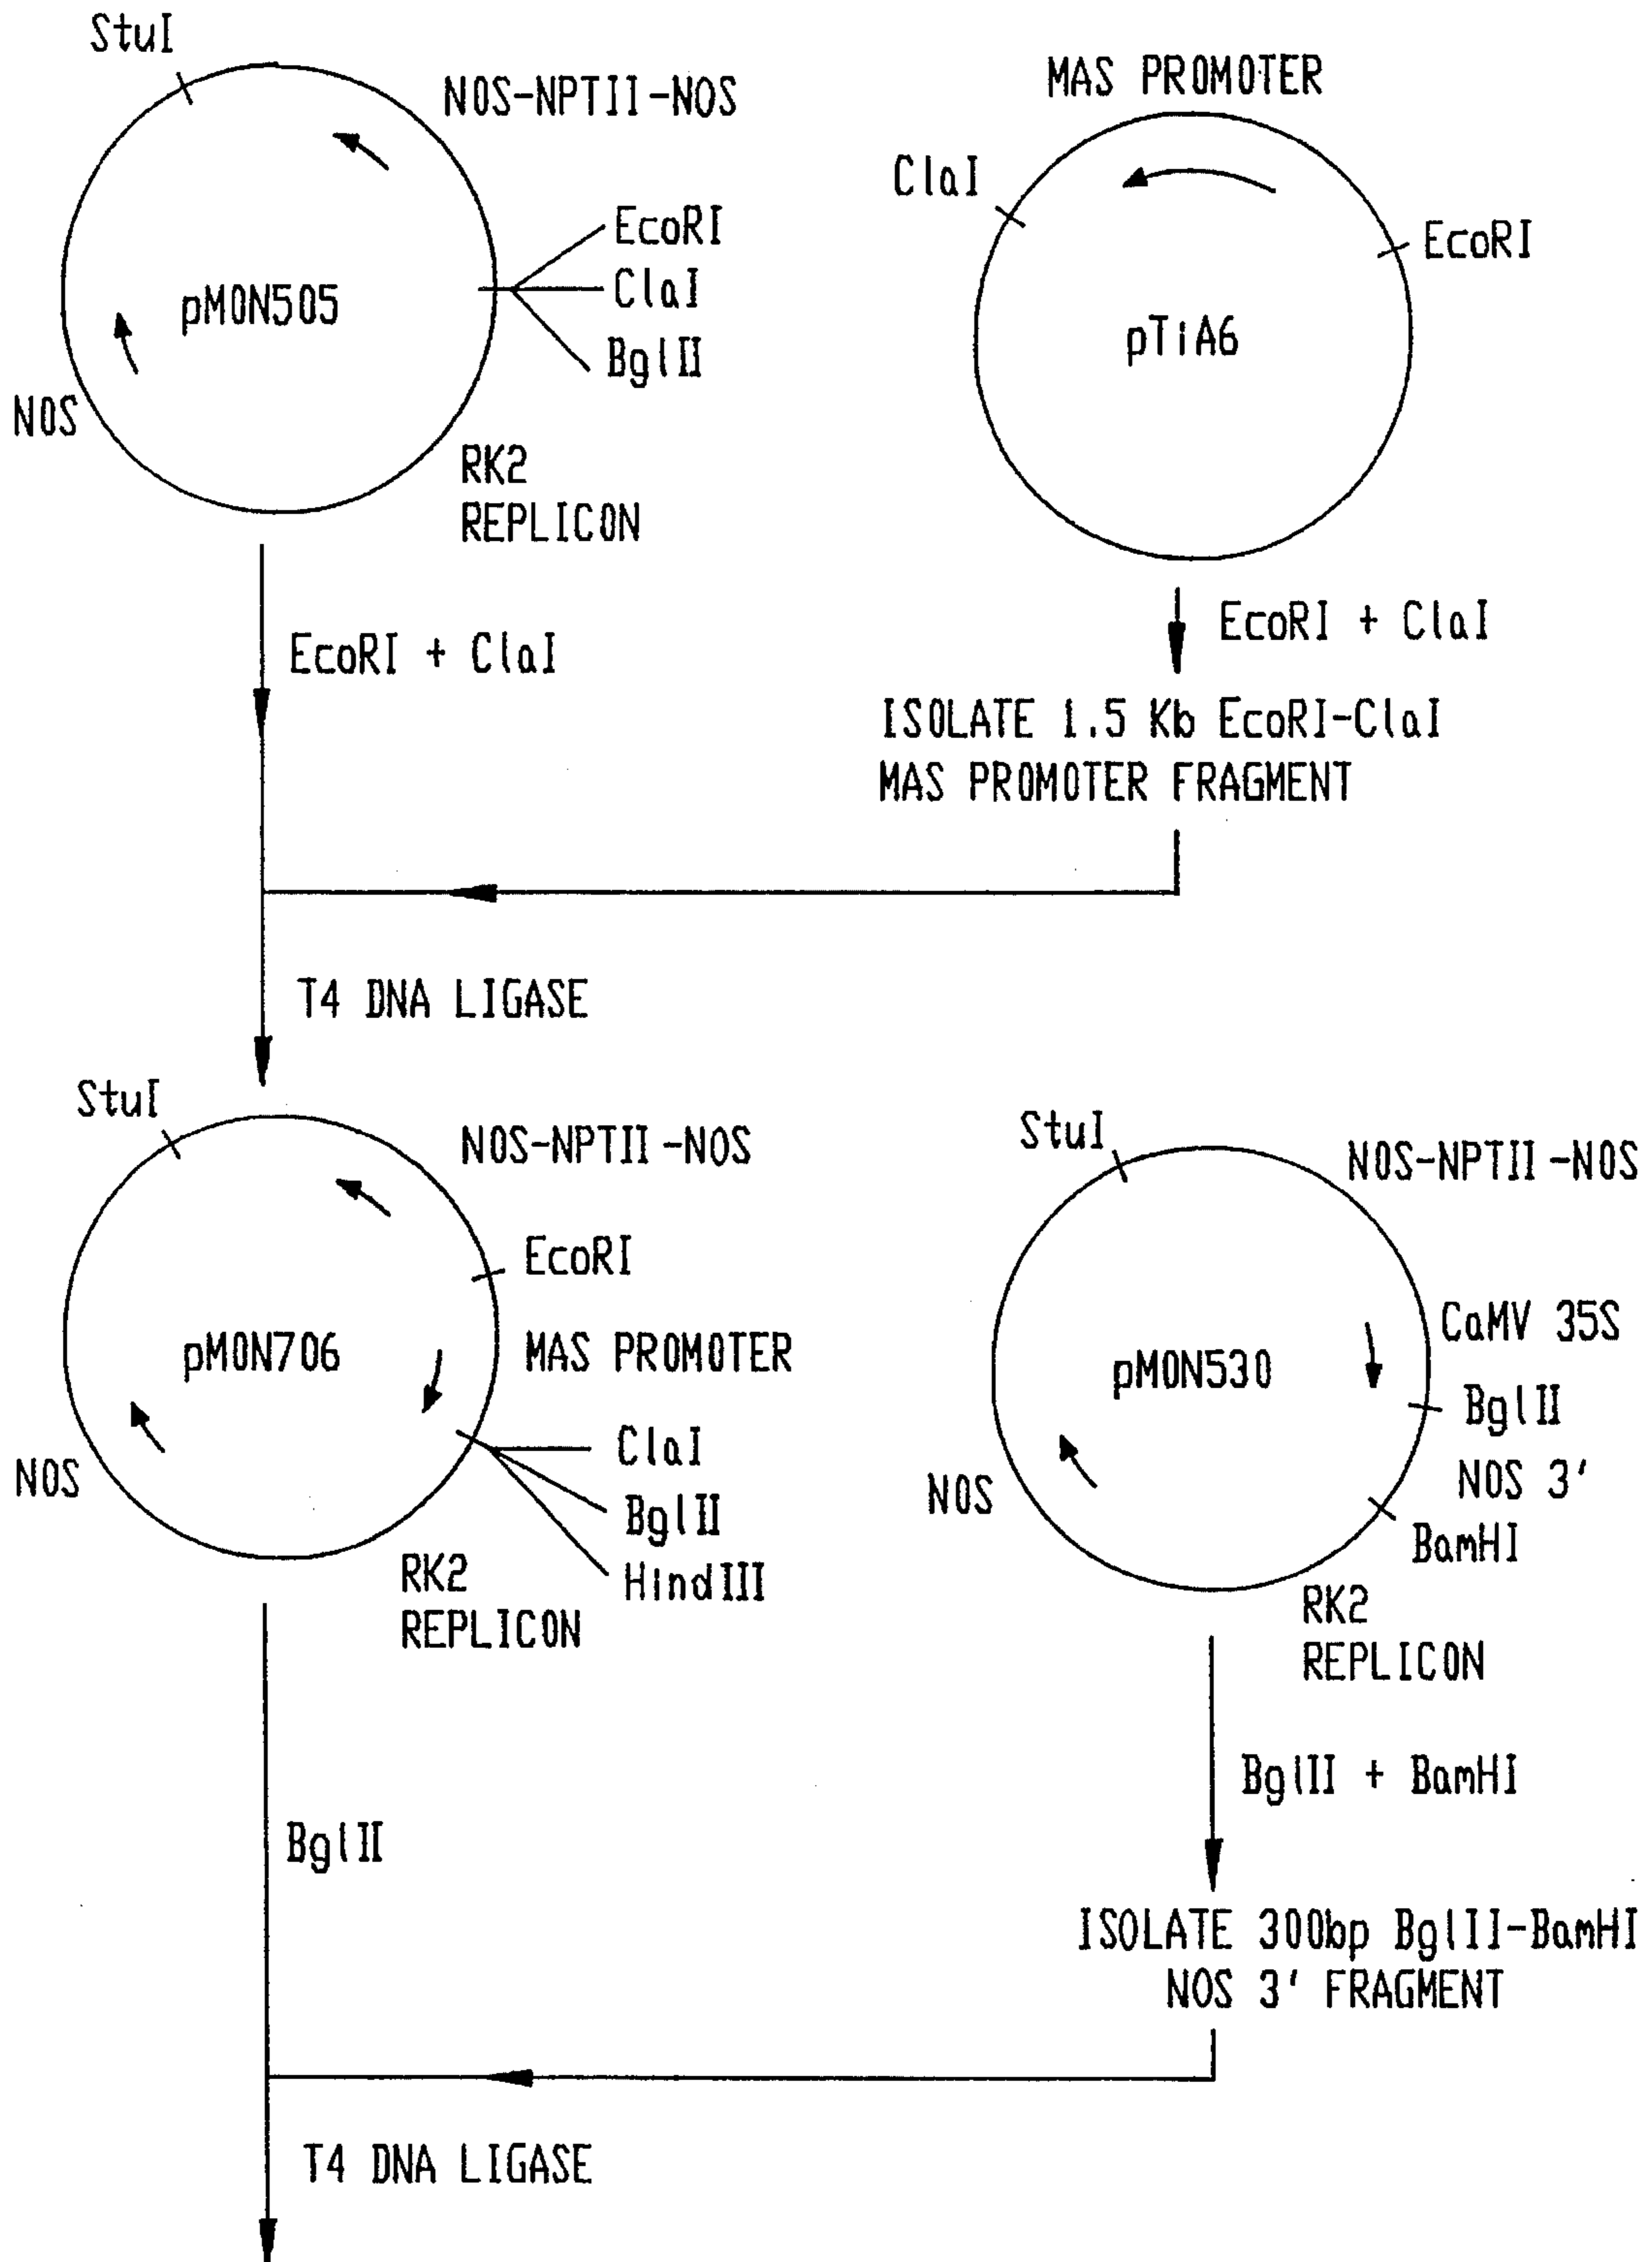 StuI
NOS-NPTII-NOS
EcoRI
ClaI
BglII
pMON505
NOS
RK2
REPLICON
MAS PROMOTER
ClaI
EcoRI
pTiA6
EcoRI + ClaI
EcoRI + ClaI
ISOLATE 1.5 Kb EcoRI-ClaI
MAS PROMOTER FRAGMENT
T4 DNA LIGASE
StuI
NOS-NPTII-NOS
EcoRI
pMON706
MAS PROMOTER
ClaI
BglII
HindIII
NOS
RK2
REPLICON
StuI
NOS-NPTII-NOS
CaMV 35S
pMON530
BglII
NOS 3'
BamHI
NOS
RK2
REPLICON
BglII + BamHI
BglII
ISOLATE 300bp BglII-BamHI
NOS 3' FRAGMENT
T4 DNA LIGASE